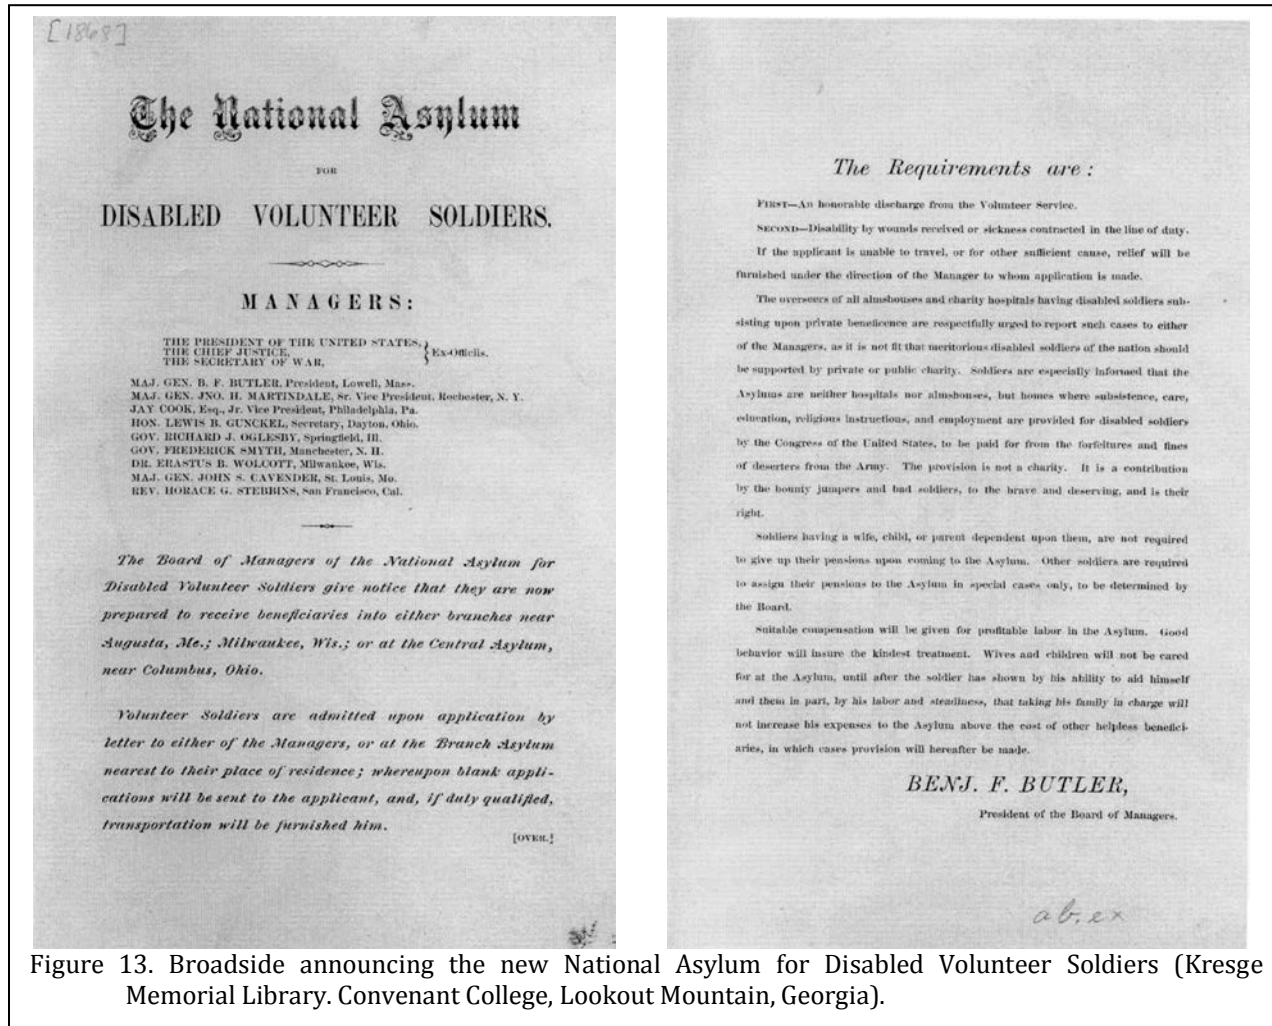 [1868]
The National Asylum
FOR
DISABLED VOLUNTEER SOLDIERS.
MANAGERS:
THE PRESIDENT OF THE UNITED STATES,
THE CHIEF JUSTICE,
THE SECRETARY OF WAR,
} Ex-Officiis.
MAJ. GEN. B. F. BUTLER, President, Lowell, Mass.
MAJ. GEN. JNO. H. MARTINDALE, Sr. Vice President, Rochester, N. Y.
JAY COOK, Esq., Jr. Vice President, Philadelphia, Pa.
HON. LEWIS B. GUNCKEL, Secretary, Dayton, Ohio.
GOV. RICHARD J. OGLESBY, Springfield, Ill.
GOV. FREDERICK SMYTH, Manchester, N. H.
DR. ERASTUS B. WOLCOTT, Milwaukee, Wis.
MAJ. GEN. JOHN S. CAVENDER, St. Louis, Mo.
REV. HORACE G. STEBBINS, San Francisco, Cal.
The Board of Managers of the National Asylum for
Disabled Volunteer Soldiers give notice that they are now
prepared to receive beneficiaries into either branches near
Augusta, Me.; Milwaukee, Wis.; or at the Central Asylum,
near Columbus, Ohio.
Volunteer Soldiers are admitted upon application by
letter to either of the Managers, or at the Branch Asylum
nearest to their place of residence; whereupon blank appli-
cations will be sent to the applicant, and, if duly qualified,
transportation will be furnished him.
[OVER.]
The Requirements are:
FIRST—An honorable discharge from the Volunteer Service.
SECOND—Disability by wounds received or sickness contracted in the line of duty.
If the applicant is unable to travel, or for other sufficient cause, relief will be
furnished under the direction of the Manager to whom application is made.
The overseers of all almshouses and charity hospitals having disabled soldiers sub-
sisting upon private beneficence are respectfully urged to report such cases to either
of the Managers, as it is not fit that meritorious disabled soldiers of the nation should
be supported by private or public charity. Soldiers are especially informed that the
Asylums are neither hospitals nor almshouses, but homes where subsistence, care,
education, religious instructions, and employment are provided for disabled soldiers
by the Congress of the United States, to be paid for from the forfeitures and fines
of deserters from the Army. The provision is not a charity. It is a contribution
by the bounty jumpers and bad soldiers, to the brave and deserving, and is their
right.
Soldiers having a wife, child, or parent dependent upon them, are not required
to give up their pensions upon coming to the Asylum. Other soldiers are required
to assign their pensions to the Asylum in special cases only, to be determined by
the Board.
Suitable compensation will be given for profitable labor in the Asylum. Good
behavior will insure the kindest treatment. Wives and children will not be cared
for at the Asylum, until after the soldier has shown by his ability to aid himself
and them in part, by his labor and steadiness, that taking his family in charge will
not increase his expenses to the Asylum above the cost of other helpless benefici-
aries, in which cases provision will hereafter be made.
BENJ. F. BUTLER,
President of the Board of Managers.
ab. ex
Figure 13. Broadside announcing the new National Asylum for Disabled Volunteer Soldiers (Kresge
Memorial Library. Convenant College, Lookout Mountain, Georgia).